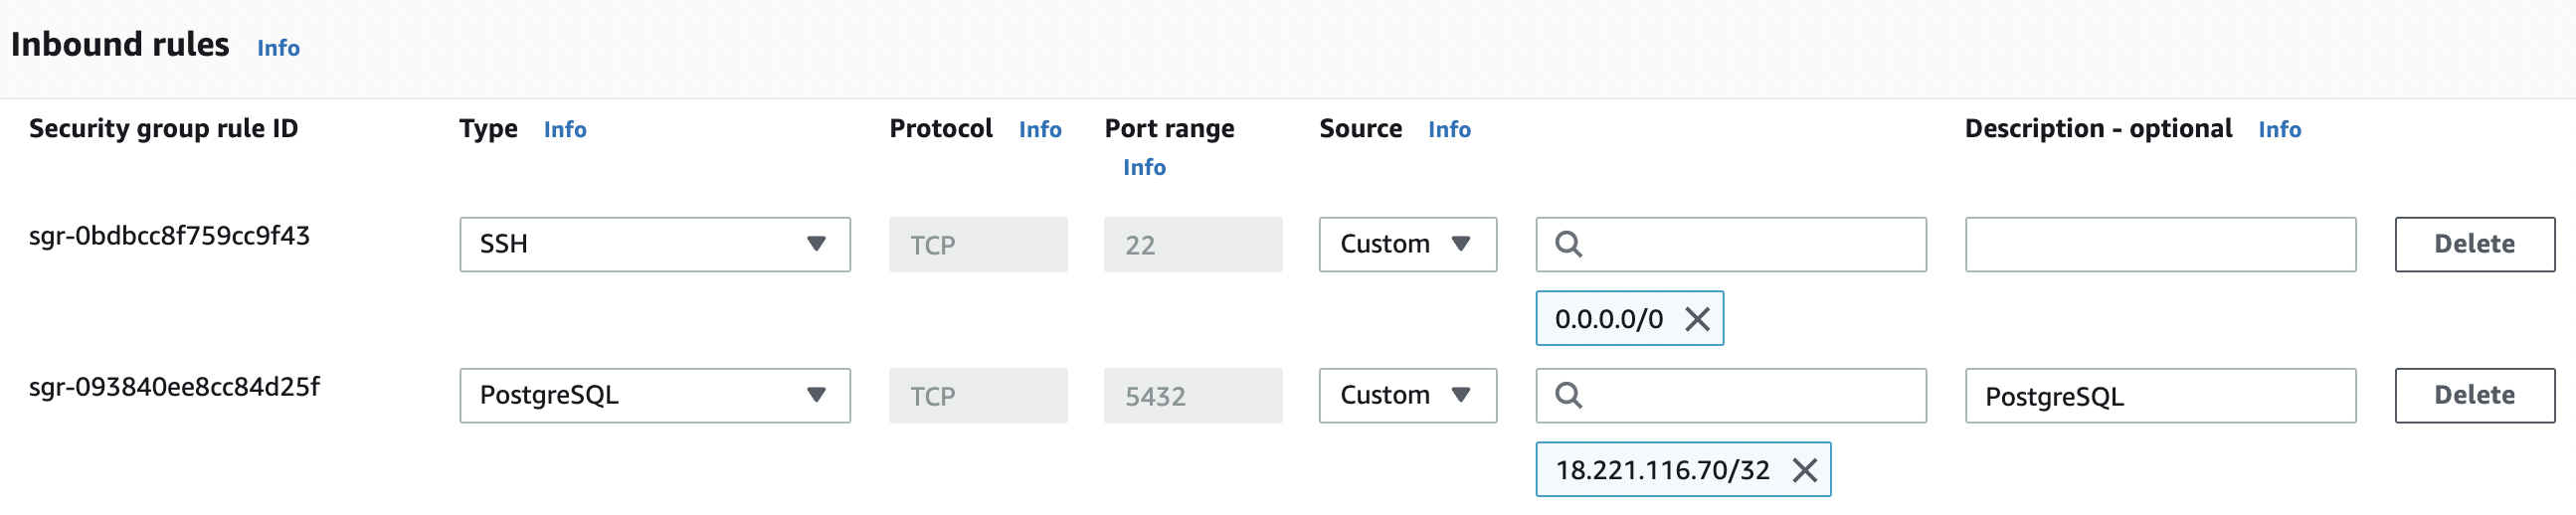 Inbound rules Info
Security group rule ID Type Info Protocol Info Port range Info Source Info Description - optional Info
sgr-0bdbcc8f759cc9f43 SSH TCP 22 Custom Delete
0.0.0.0/0
sgr-093840ee8cc84d25f PostgreSQL TCP 5432 Custom PostgreSQL Delete
18.221.116.70/32